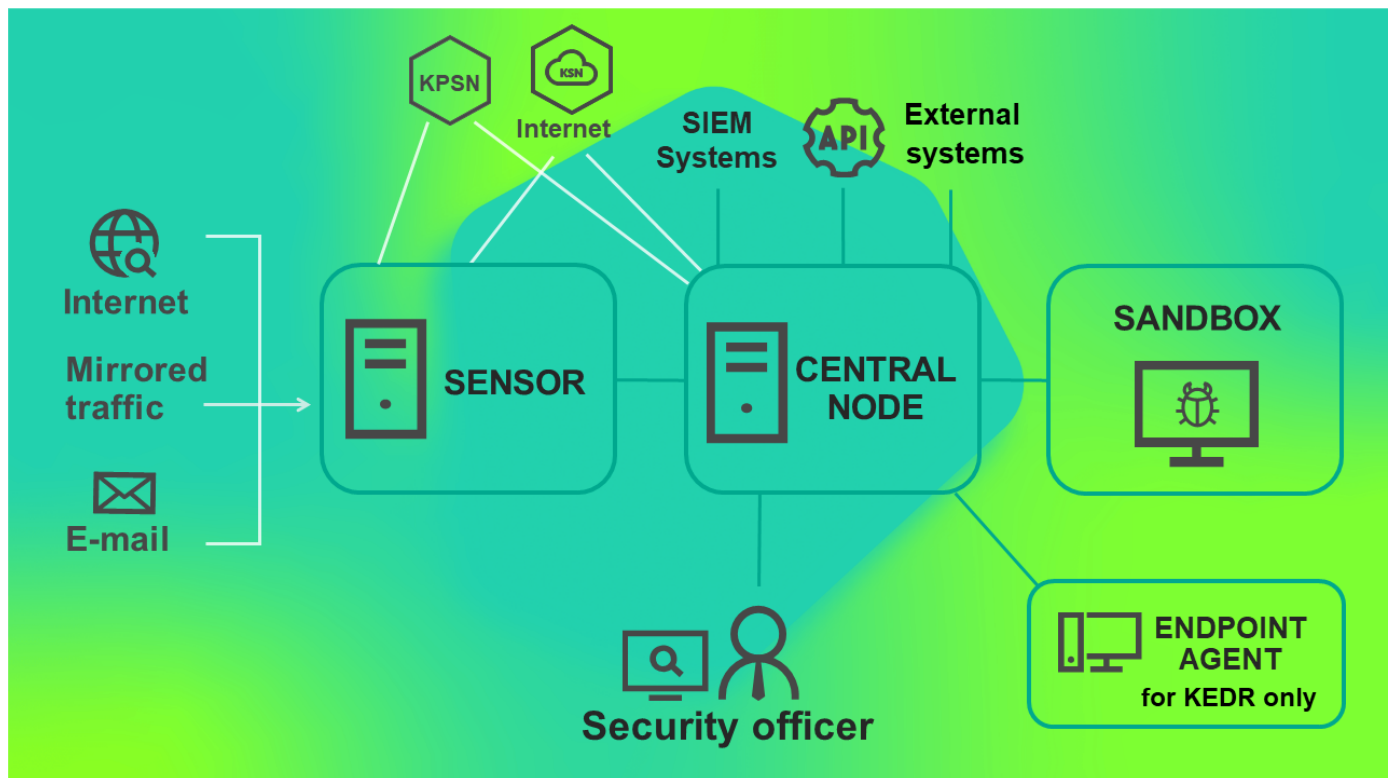 KPSN
KSN
Internet
SIEM
Systems
API
External
systems
Internet
Mirrored
traffic
E-mail
SENSOR
CENTRAL
NODE
SANDBOX
ENDPOINT
AGENT
for KEDR only
Security officer